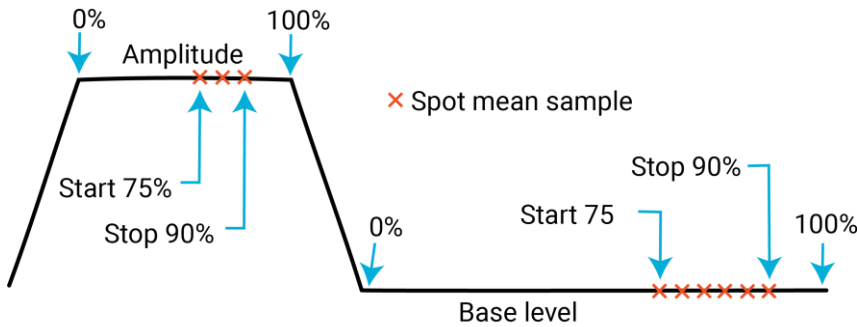 0%
100%
Amplitude
× Spot mean sample
Start 75%
Stop 90%
Stop 90%
Start 75
0%
100%
Base level